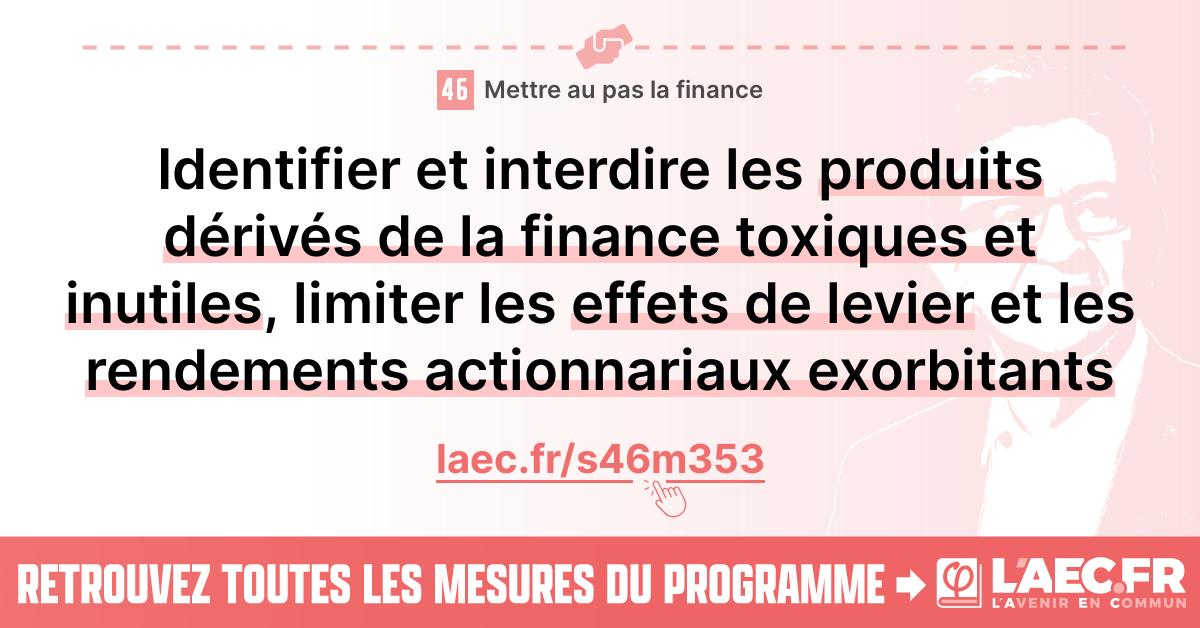 46 Mettre au pas la finance
Identifier et interdire les produits
dérivés de la finance toxiques et
inutiles, limiter les effets de levier et les
rendements actionnariaux exorbitants
laec.fr/s46m353
RETROUVEZ TOUTES LES MESURES DU PROGRAMME
φ L'AEC.FR
L'AVENIR EN COMMUN